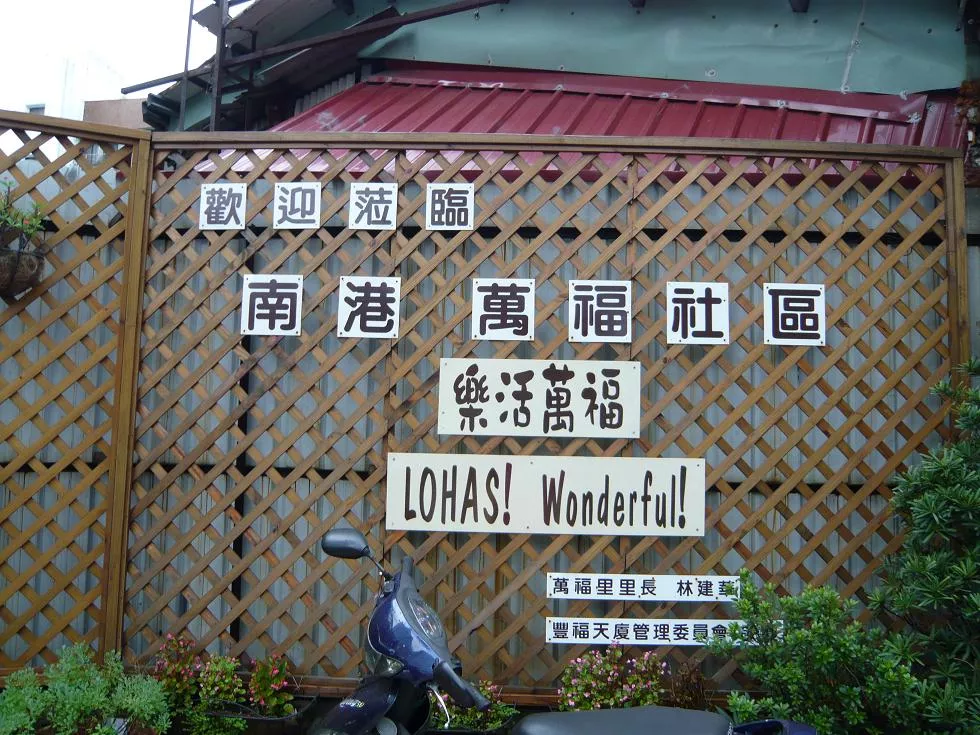 歡迎蒞臨
南港 萬福社區
樂活萬福
LOHAS! Wonderful!
萬福里里長 林建華
豐福天廈管理委員會